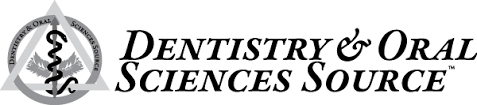 DENTISTRY & ORAL SCIENCES SOURCE
DENTISTRY & ORAL
SCIENCES SOURCE™